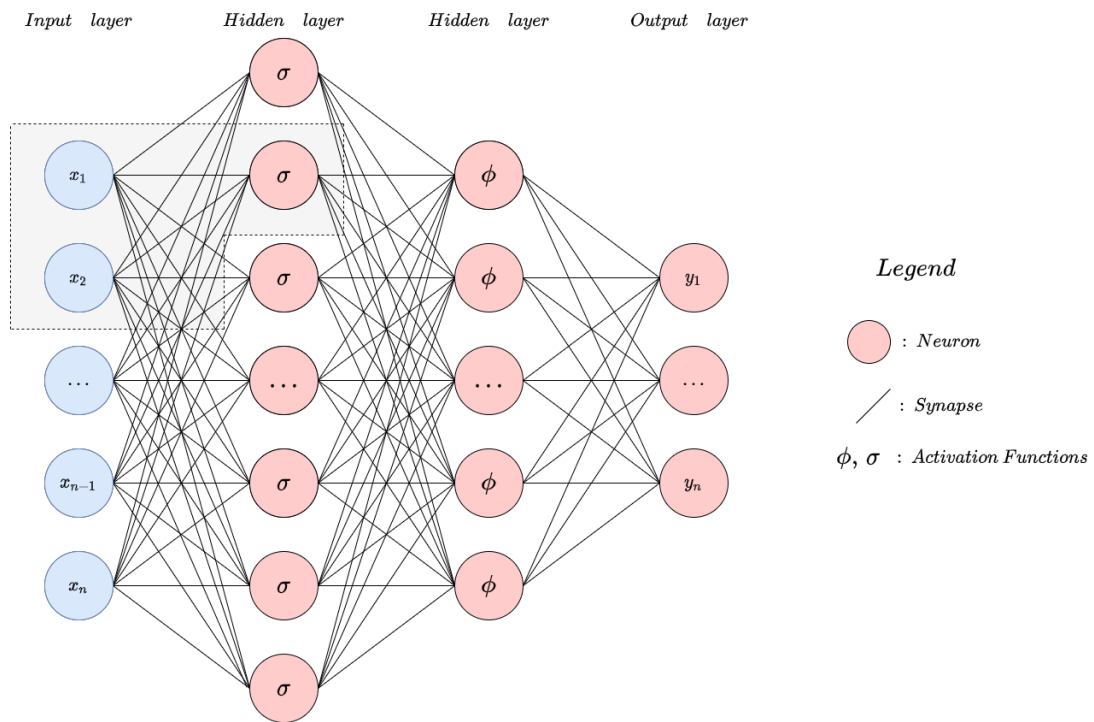 Input layer
Hidden layer
Hidden layer
Output layer
σ
x₁
σ
ϕ
x₂
σ
ϕ
y₁
...
...
...
...
xₙ₋₁
σ
ϕ
yₙ
xₙ
σ
ϕ
σ
Legend
: Neuron
: Synapse
ϕ, σ : Activation Functions